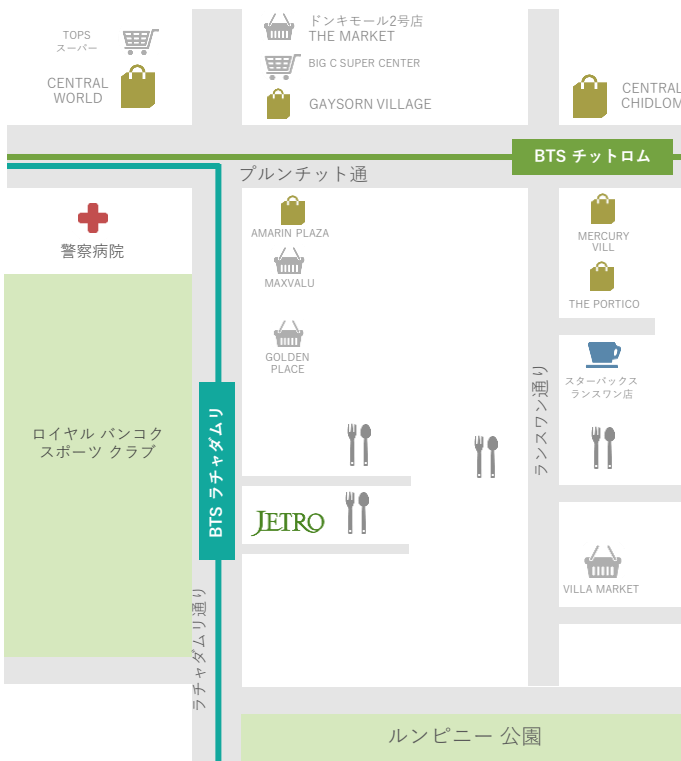 TOPS
スーパー
CENTRAL
WORLD
ドンキモール2号店
THE MARKET
BIG C SUPER CENTER
GAYSORN VILLAGE
CENTRAL
CHIDLOM
BTS チットロム
プルンチット通
警察病院
AMARIN PLAZA
MAXVALU
GOLDEN
PLACE
MERCURY
VILL
THE PORTICO
スターバックス
ランスワン店
ランスワン通り
ロイヤル バンコク
スポーツ クラブ
BTS ラチャダムリ
JETRO
VILLA MARKET
ラチャダムリ通り
ルンピニー 公園